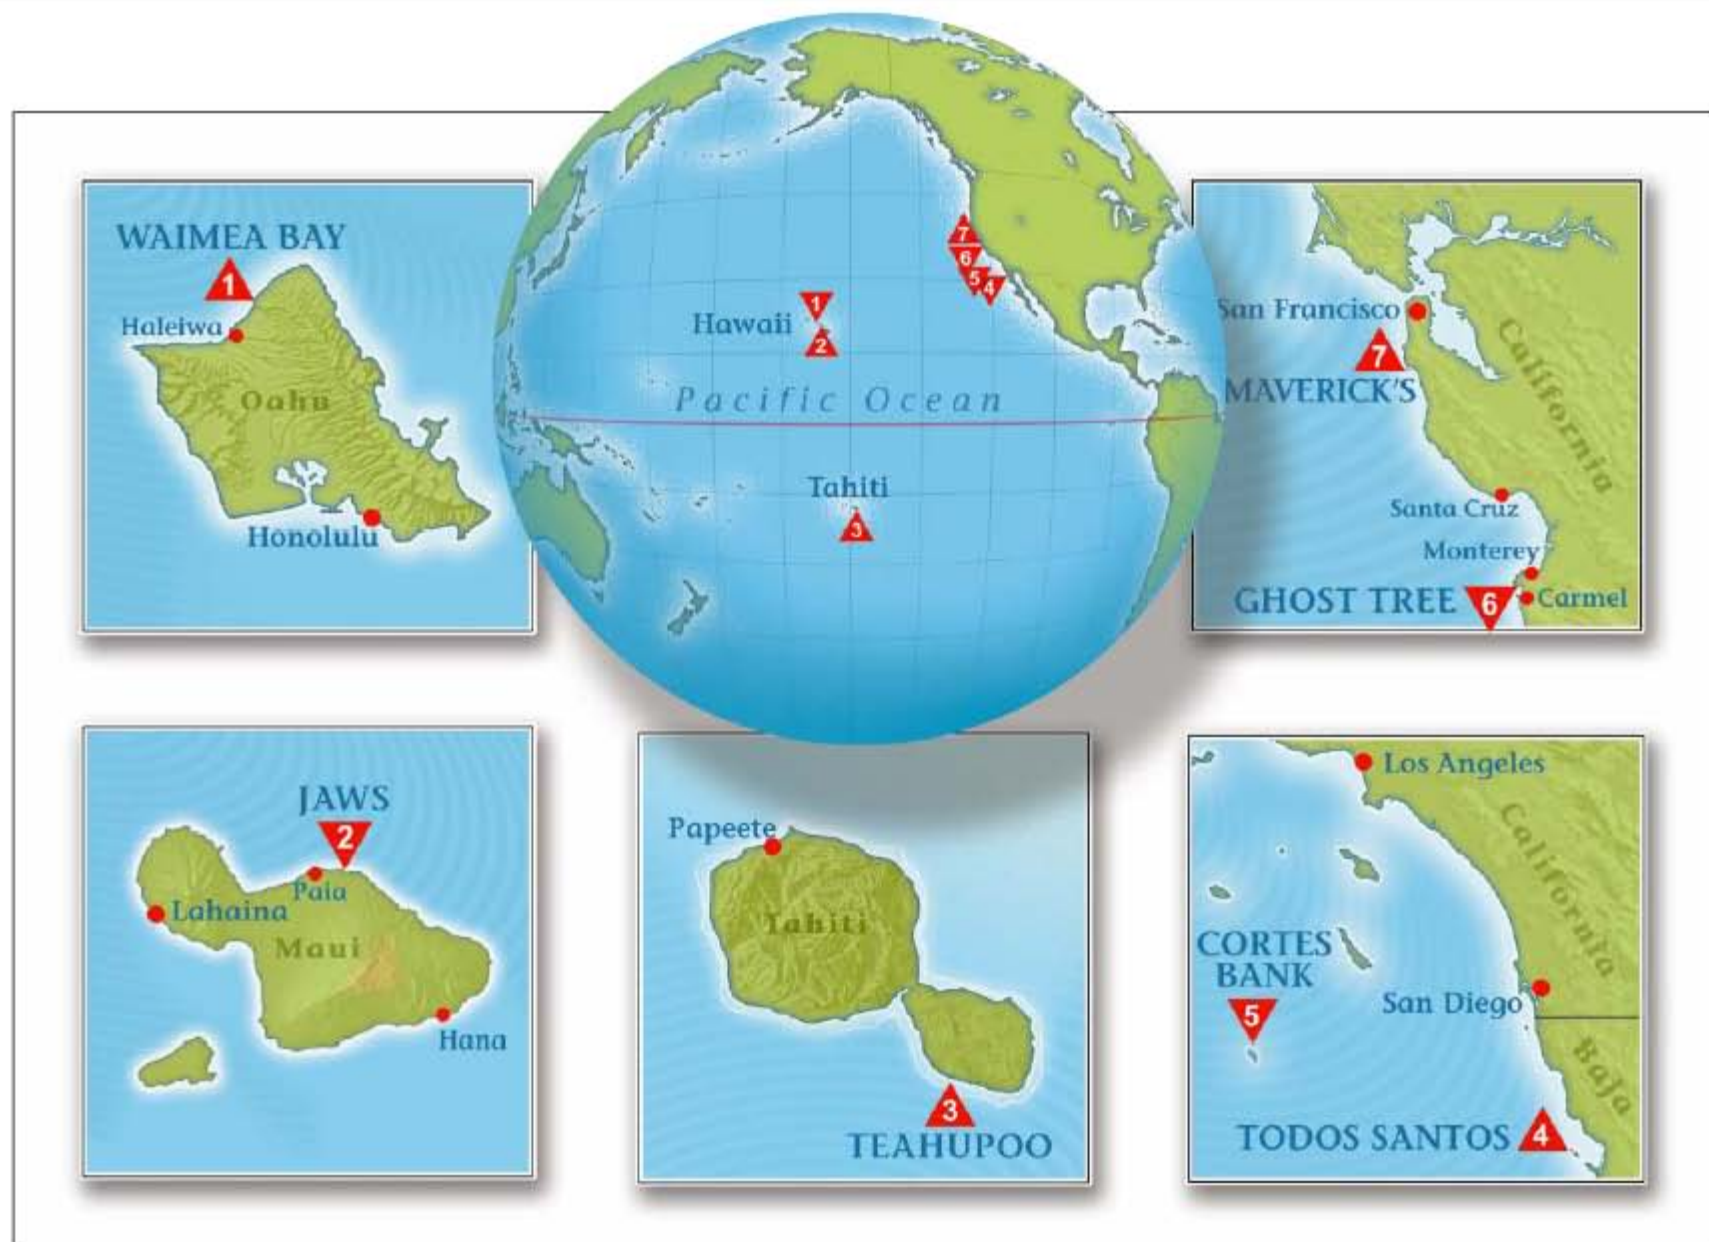 WAIMEA BAY
1
Haleiwa
Oahu
Honolulu
7
6
5
4
1
Hawaii
2
Pacific Ocean
Tahiti
3
San Francisco
7
MAVERICK'S
California
Santa Cruz
Monterey
GHOST TREE 6 Carmel
JAWS
2
Paia
Lahaina
Maui
Hana
Papeete
Tahiti
3
TEAHUPOO
Los Angeles
California
CORTES
BANK
5
San Diego
Baja
TODOS SANTOS 4